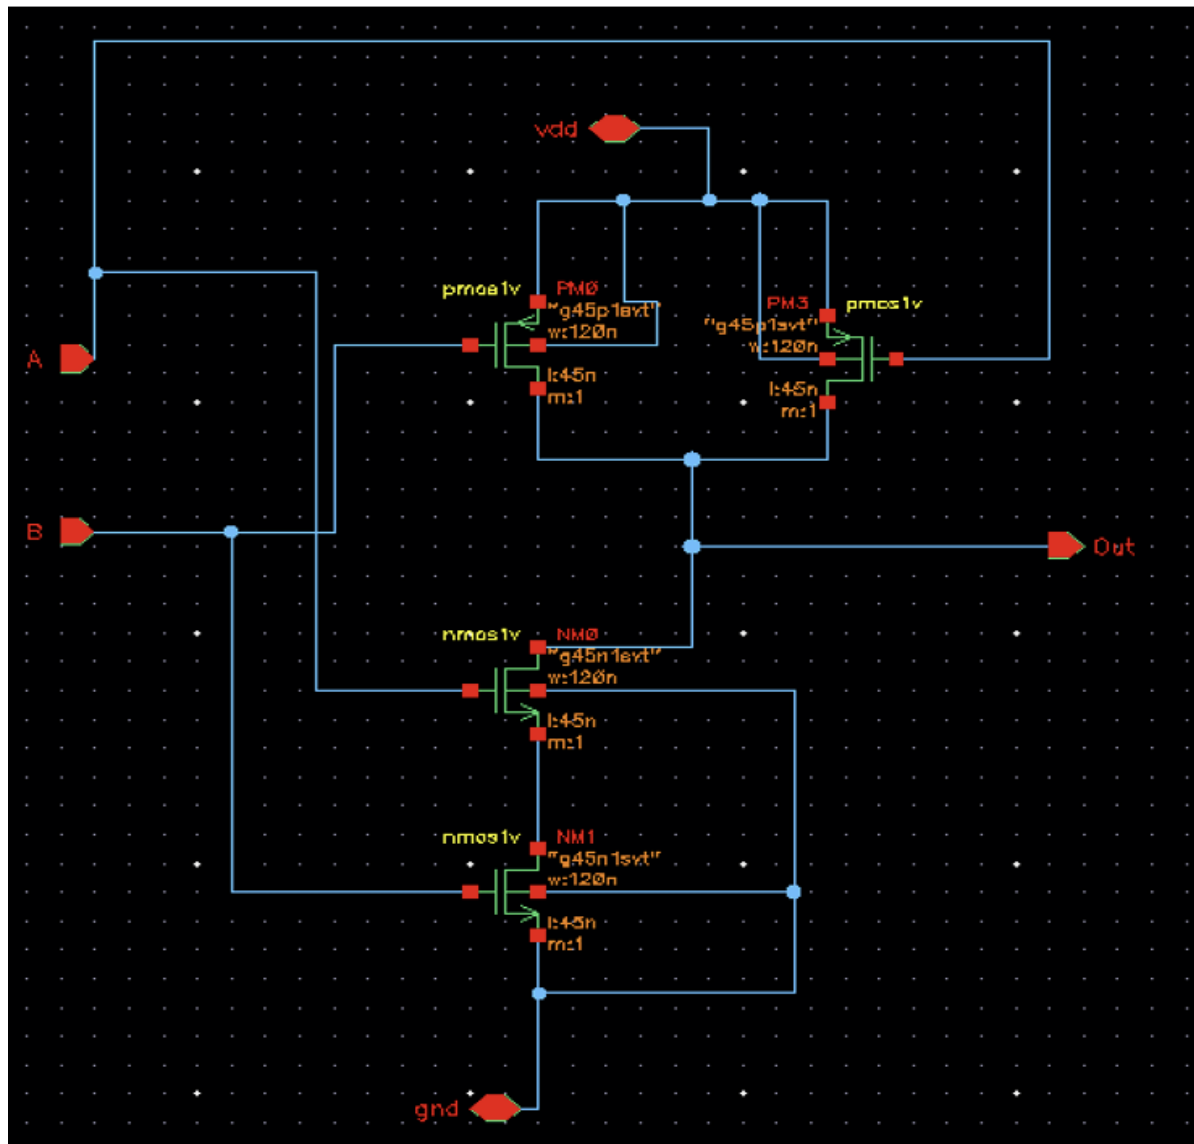 vdd
pmos1v
PM0
"g45p1svt"
w:120n
l:45n
m:1
PM3
pmos1v
"g45p1svt"
w:120n
l:45n
m:1
A
B
Out
nmos1v
NM0
"g45n1svt"
w:120n
l:45n
m:1
nmos1v
NM1
"g45n1svt"
w:120n
l:45n
m:1
gnd